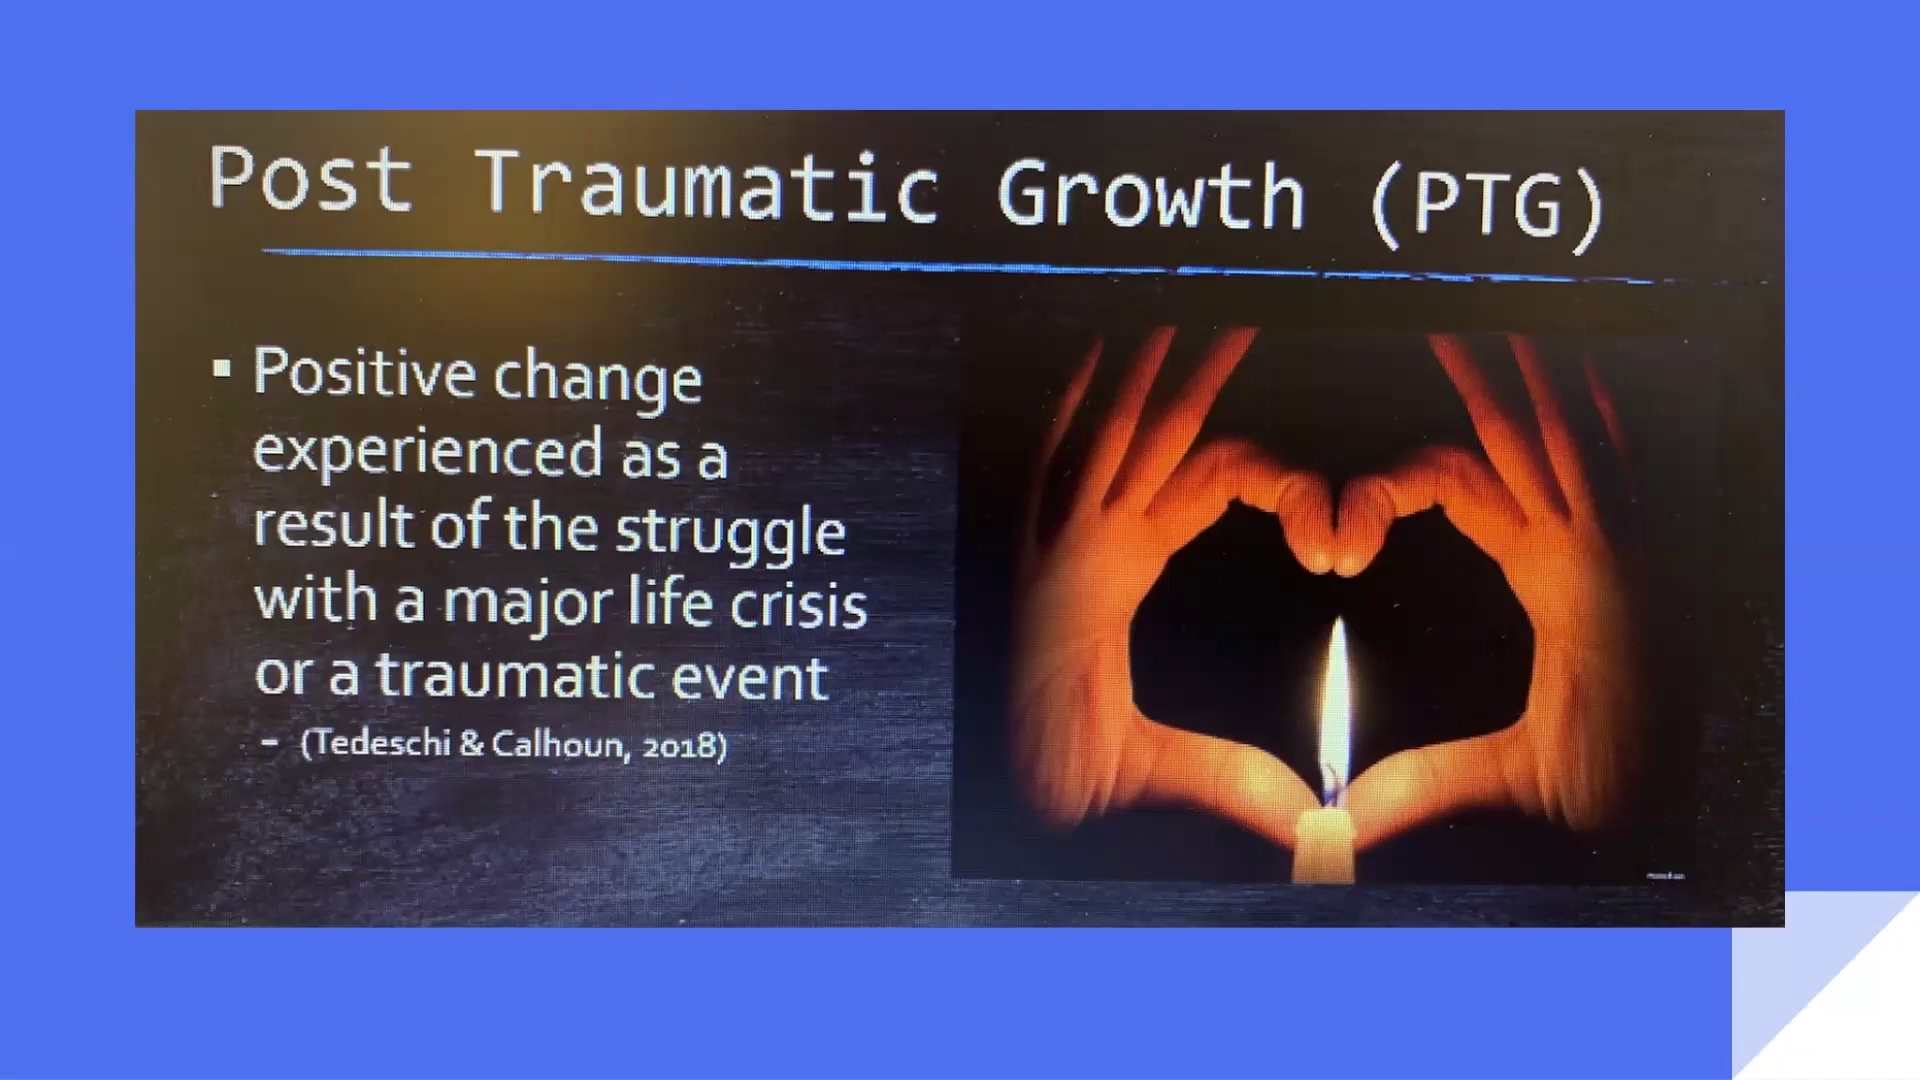 Post Traumatic Growth (PTG)
▪ Positive change
experienced as a
result of the struggle
with a major life crisis
or a traumatic event
– (Tedeschi & Calhoun, 2018)